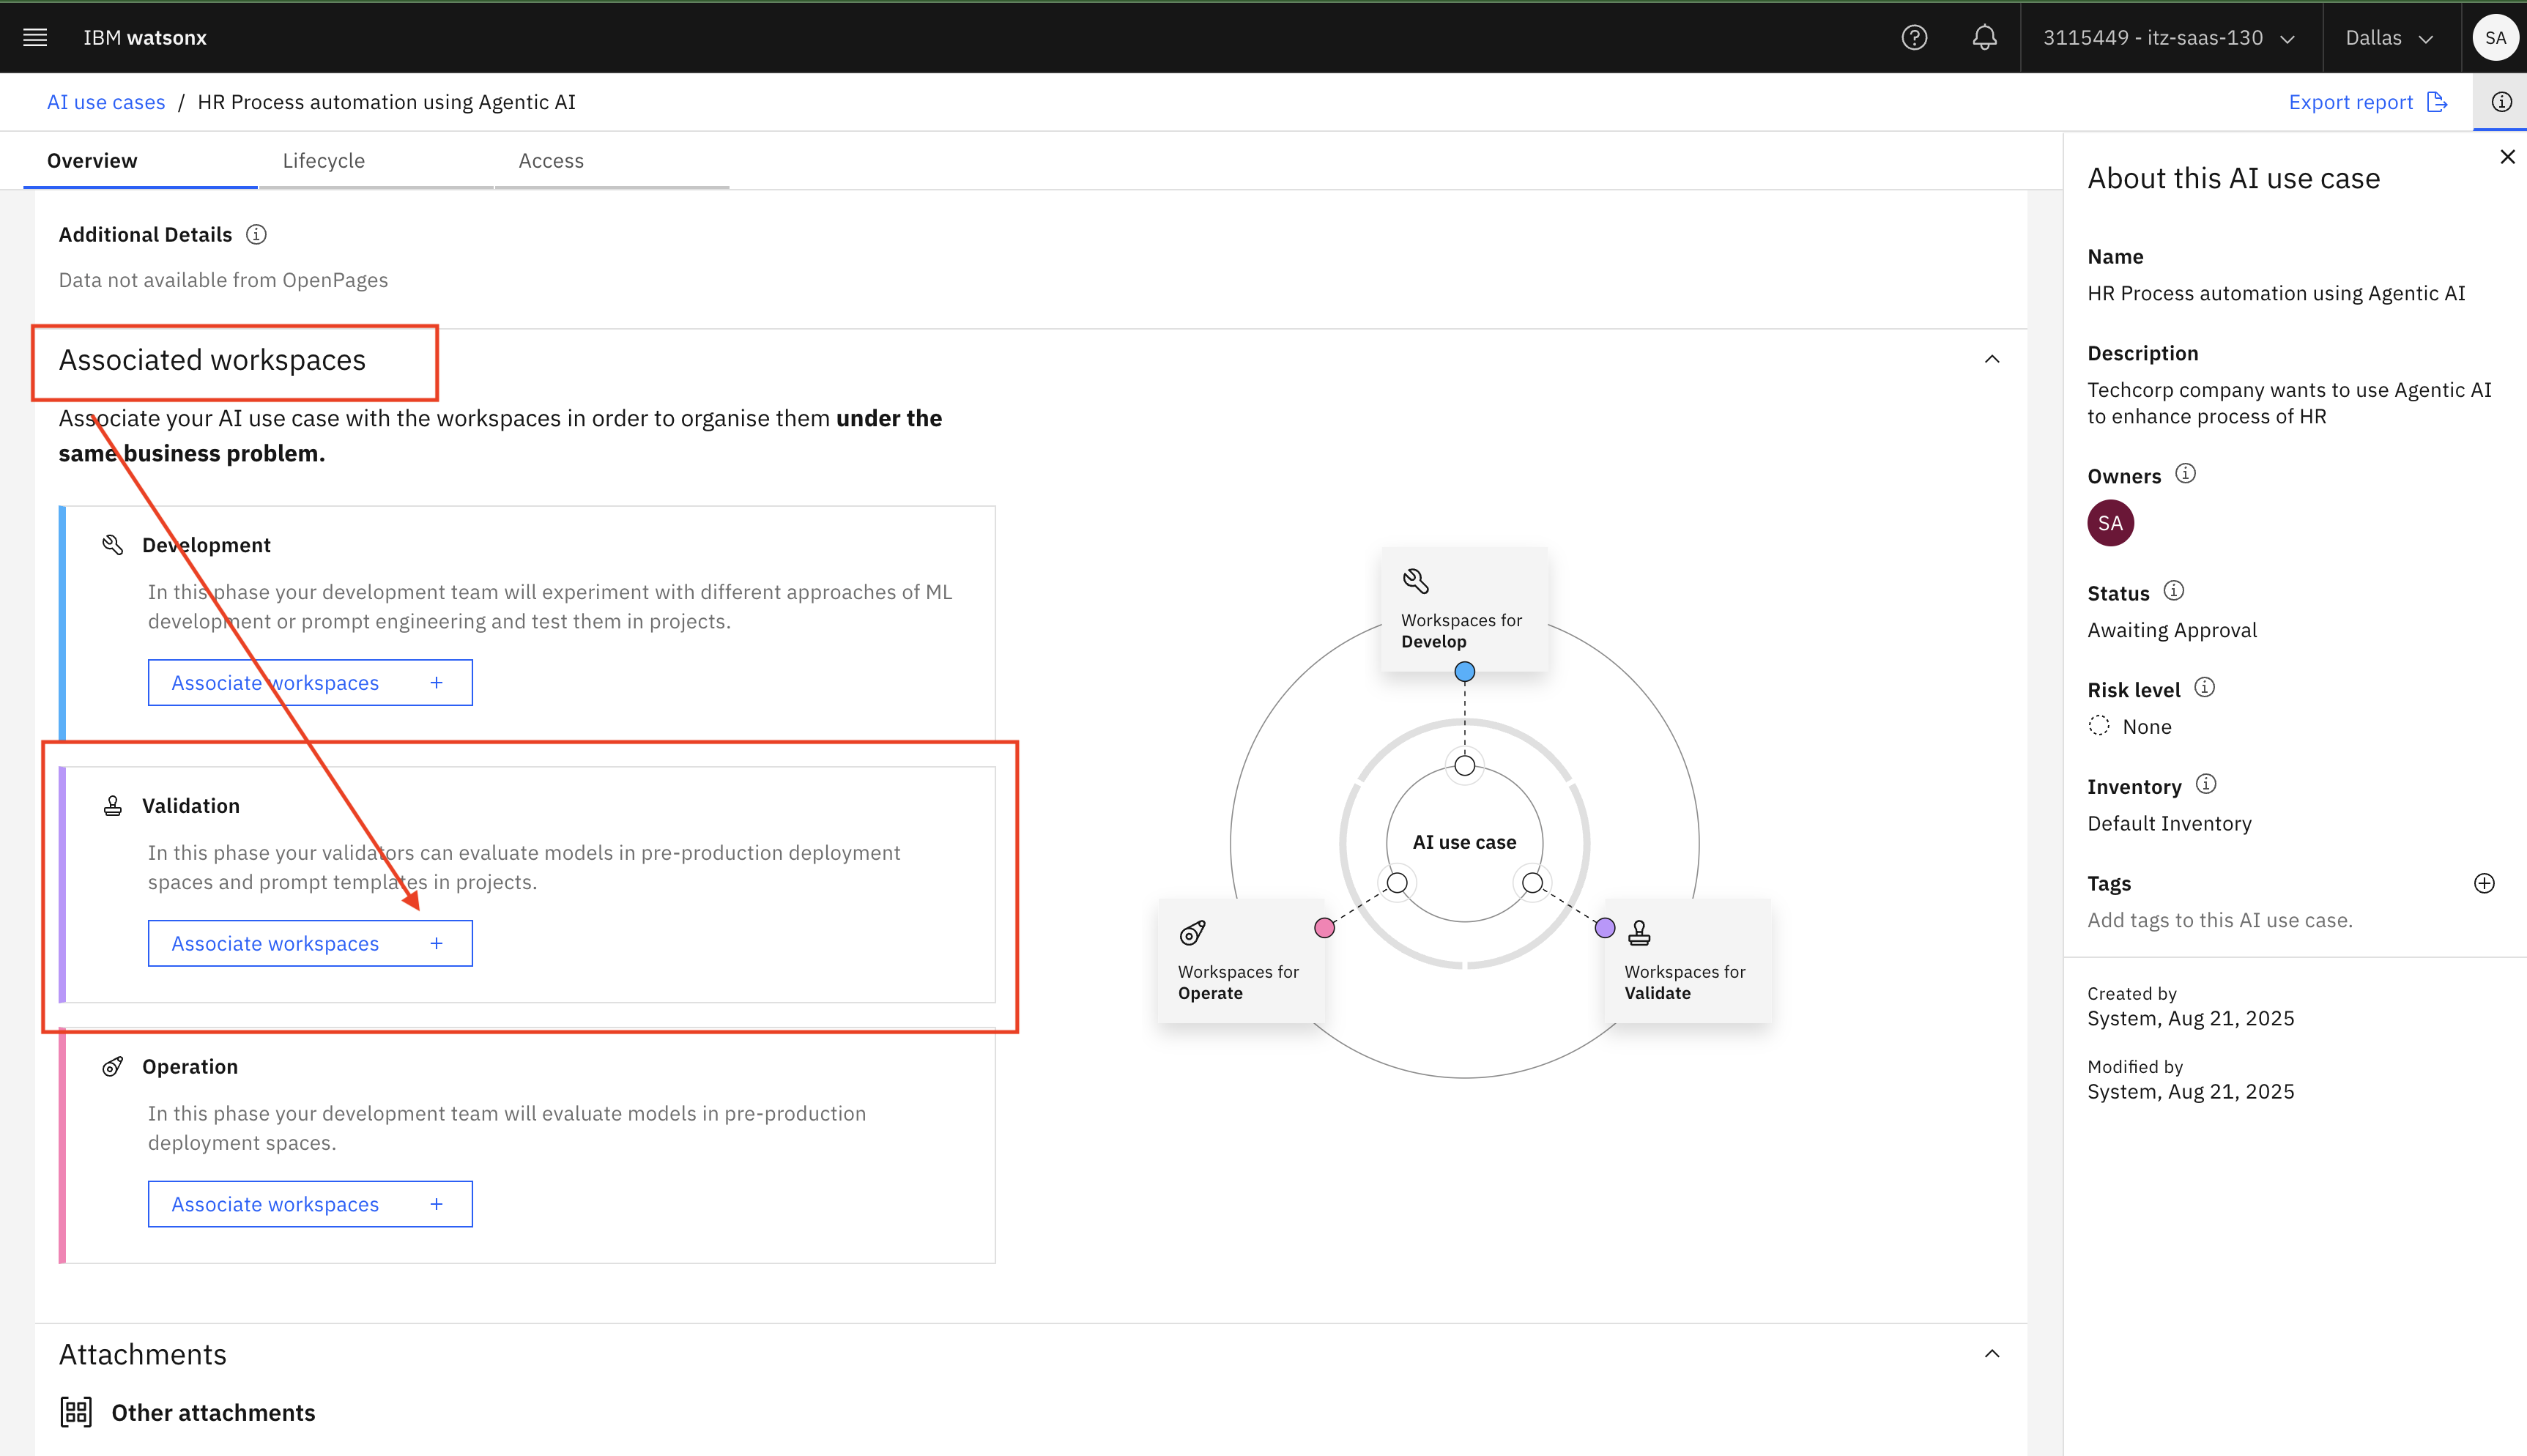 IBM watsonx
3115449 - itz-saas-130
Dallas
SA
AI use cases / HR Process automation using Agentic AI
Export report
Overview
Lifecycle
Access
Additional Details
Data not available from OpenPages
Associated workspaces
Associate your AI use case with the workspaces in order to organise them under the
same business problem.
Development
In this phase your development team will experiment with different approaches of ML
development or prompt engineering and test them in projects.
Associate workspaces +
Validation
In this phase your validators can evaluate models in pre-production deployment
spaces and prompt templates in projects.
Associate workspaces +
Operation
In this phase your development team will evaluate models in pre-production
deployment spaces.
Associate workspaces +
Workspaces for
Develop
AI use case
Workspaces for
Operate
Workspaces for
Validate
Attachments
Other attachments
About this AI use case
Name
HR Process automation using Agentic AI
Description
Techcorp company wants to use Agentic AI
to enhance process of HR
Owners
SA
Status
Awaiting Approval
Risk level
None
Inventory
Default Inventory
Tags
Add tags to this AI use case.
Created by
System, Aug 21, 2025
Modified by
System, Aug 21, 2025